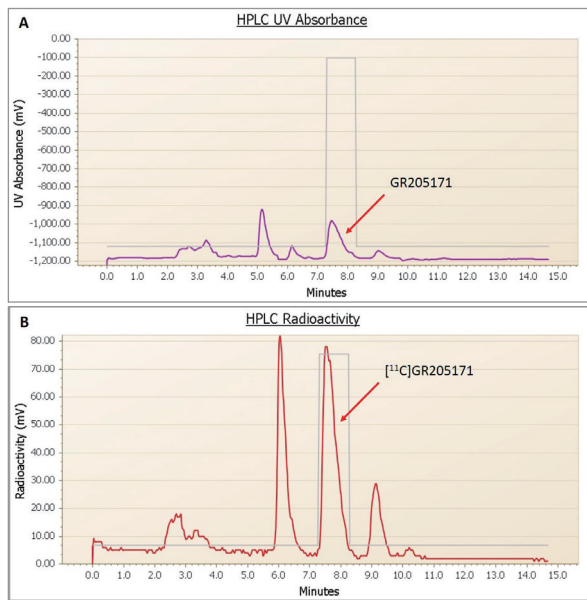 A
HPLC UV Absorbance
0.00
-100.00
-200.00
-300.00
-400.00
-500.00
-600.00
-700.00
-800.00
-900.00
-1,000.00
-1,100.00
-1,200.00
UV Absorbance (mV)
GR205171
0.0 1.0 2.0 3.0 4.0 5.0 6.0 7.0 8.0 9.0 10.0 11.0 12.0 13.0 14.0 15.0
Minutes
B
HPLC Radioactivity
80.00
70.00
60.00
50.00
40.00
30.00
20.00
10.00
0.00
Radioactivity (mV)
[¹¹C]GR205171
0.0 1.0 2.0 3.0 4.0 5.0 6.0 7.0 8.0 9.0 10.0 11.0 12.0 13.0 14.0 15.0
Minutes